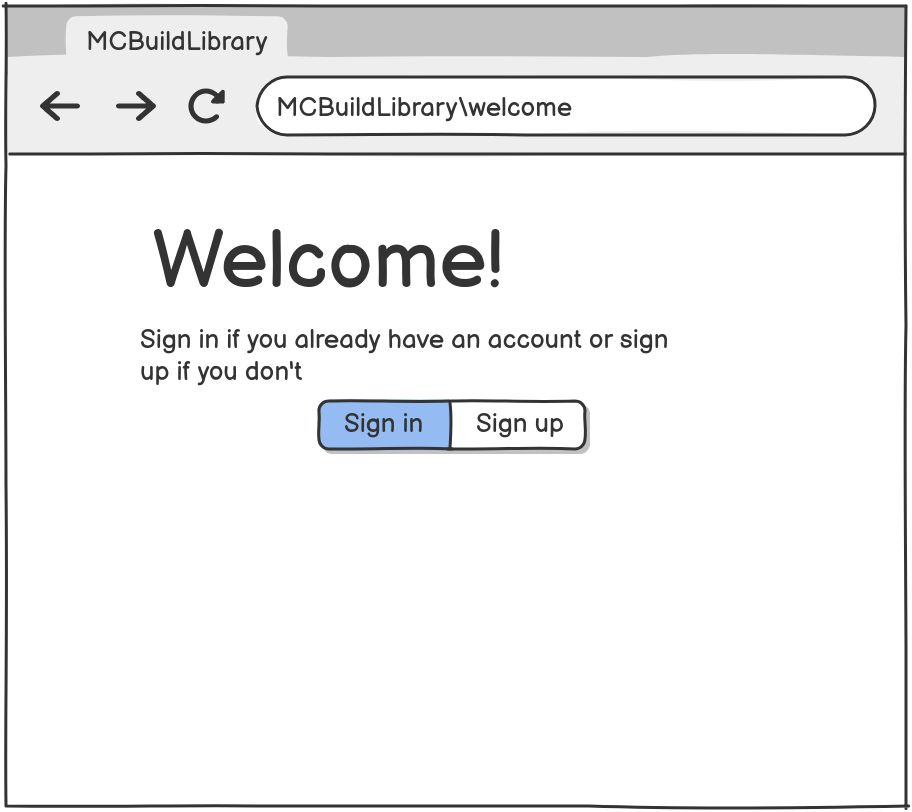 MCBuildLibrary
MCBuildLibrary\welcome
Welcome!
Sign in if you already have an account or sign
up if you don't
Sign in Sign up